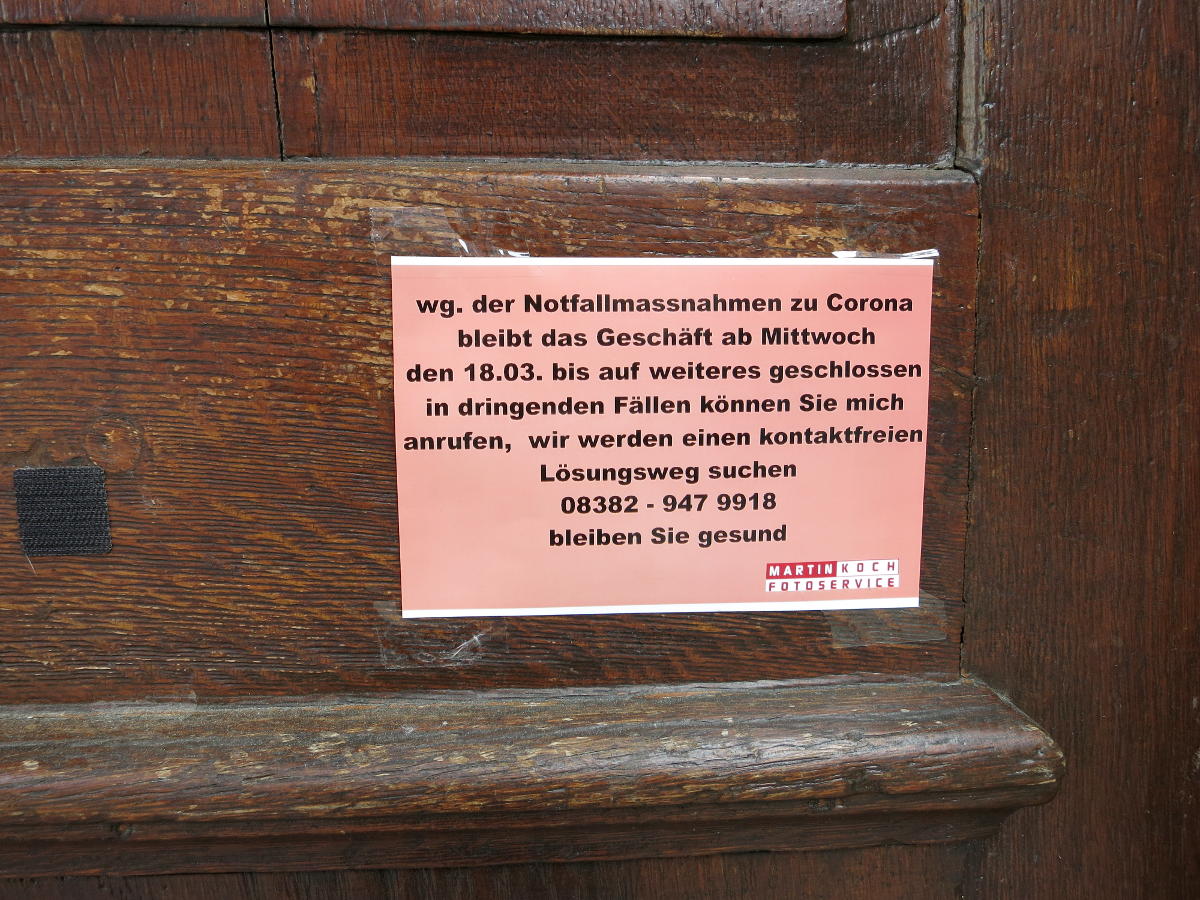 wg. der Notfallmassnahmen zu Corona
bleibt das Geschäft ab Mittwoch
den 18.03. bis auf weiteres geschlossen
in dringenden Fällen können Sie mich
anrufen, wir werden einen kontaktfreien
Lösungsweg suchen
08382 - 947 9918
bleiben Sie gesund
MARTIN KOCH
FOTOSERVICE